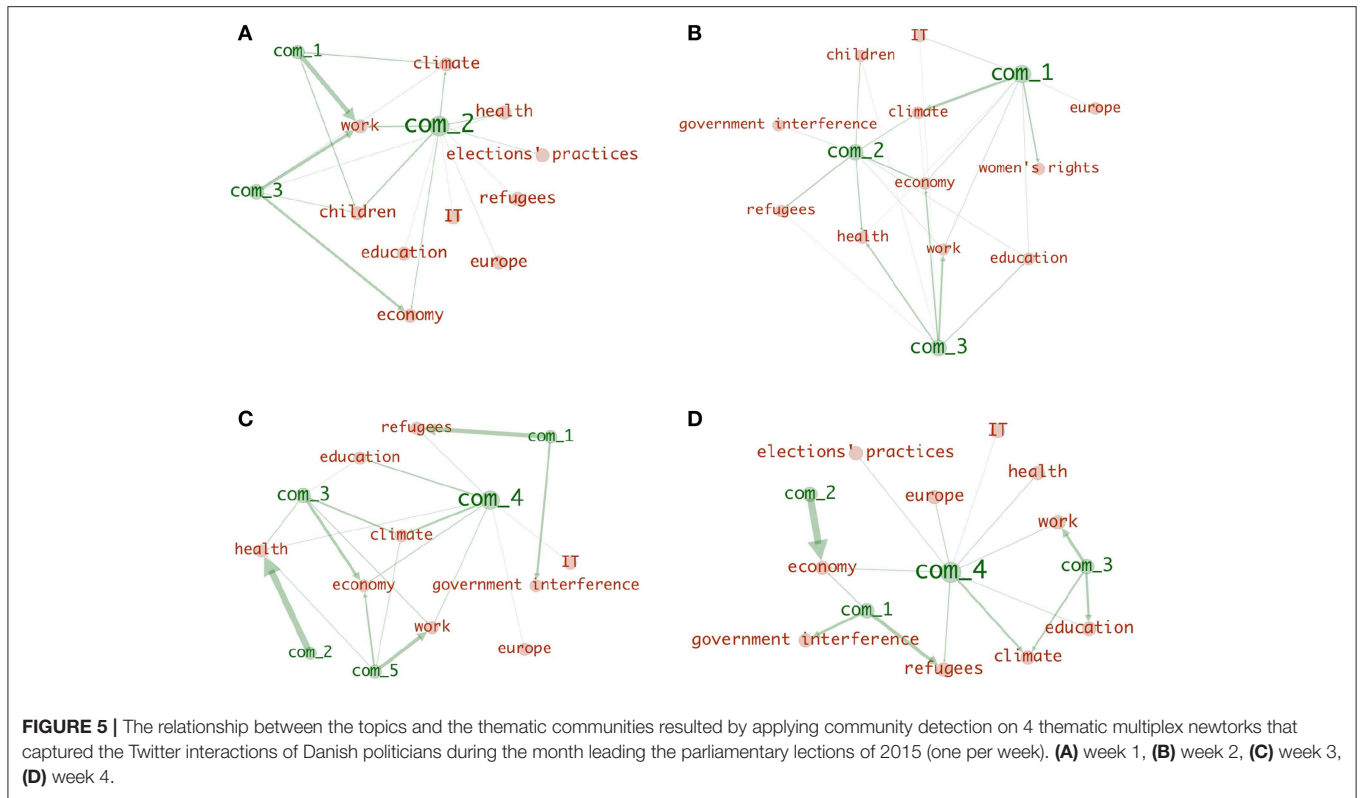 A
com_1
climate
health
work
com_2
elections' practices
com_3
refugees
children
IT
education
europe
economy
B
IT
children
com_1
climate
europe
government interference
com_2
women's rights
economy
refugees
health
work
education
com_3
C
refugees
com_1
education
com_3
com_4
climate
health
IT
economy
government interference
work
com_2
europe
com_5
D
IT
elections' practices
health
com_2
europe
work
economy
com_4
com_3
com_1
education
government interference
climate
refugees
FIGURE 5 | The relationship between the topics and the thematic communities resulted by applying community detection on 4 thematic multiplex newtorks that
captured the Twitter interactions of Danish politicians during the month leading the parliamentary lections of 2015 (one per week). (A) week 1, (B) week 2, (C) week 3,
(D) week 4.